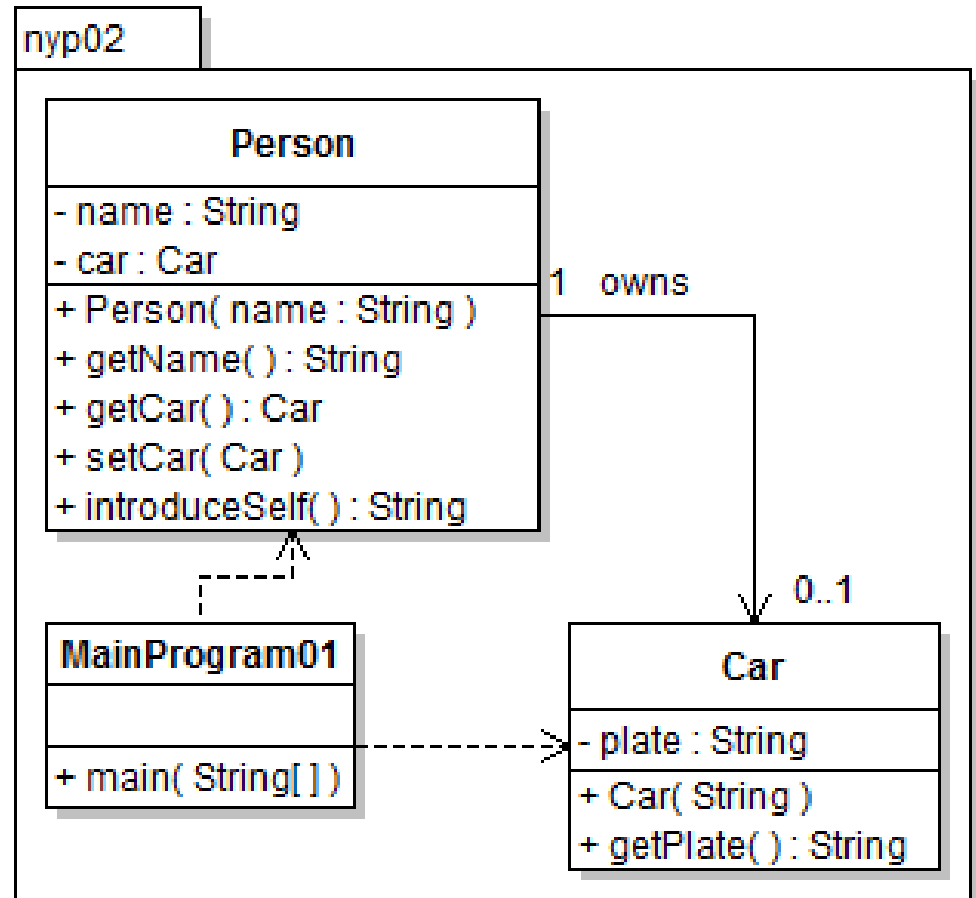 nyp02
Person
- name : String
- car : Car
+ Person( name : String )
+ getName( ) : String
+ getCar( ) : Car
+ setCar( Car )
+ introduceSelf( ) : String
1 owns
0..1
MainProgram01
+ main( String[ ] )
Car
- plate : String
+ Car( String )
+ getPlate( ) : String